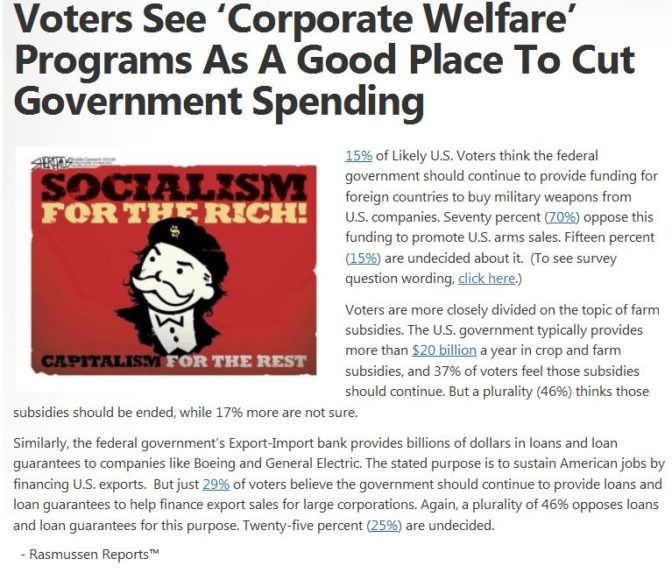 Voters See ‘Corporate Welfare’
Programs As A Good Place To Cut
Government Spending
SOCIALISM
FOR THE RICH!
CAPITALISM FOR THE REST
15% of Likely U.S. Voters think the federal
government should continue to provide funding for
foreign countries to buy military weapons from
U.S. companies. Seventy percent (70%) oppose this
funding to promote U.S. arms sales. Fifteen percent
(15%) are undecided about it.  (To see survey
question wording, click here.)
Voters are more closely divided on the topic of farm
subsidies. The U.S. government typically provides
more than $20 billion a year in crop and farm
subsidies, and 37% of voters feel those subsidies
should continue. But a plurality (46%) thinks those
subsidies should be ended, while 17% more are not sure.
Similarly, the federal government’s Export-Import bank provides billions of dollars in loans and loan
guarantees to companies like Boeing and General Electric. The stated purpose is to sustain American jobs by
financing U.S. exports.  But just 29% of voters believe the government should continue to provide loans and
loan guarantees to help finance export sales for large corporations. Again, a plurality of 46% opposes loans
and loan guarantees for this purpose. Twenty-five percent (25%) are undecided.
- Rasmussen Reports™